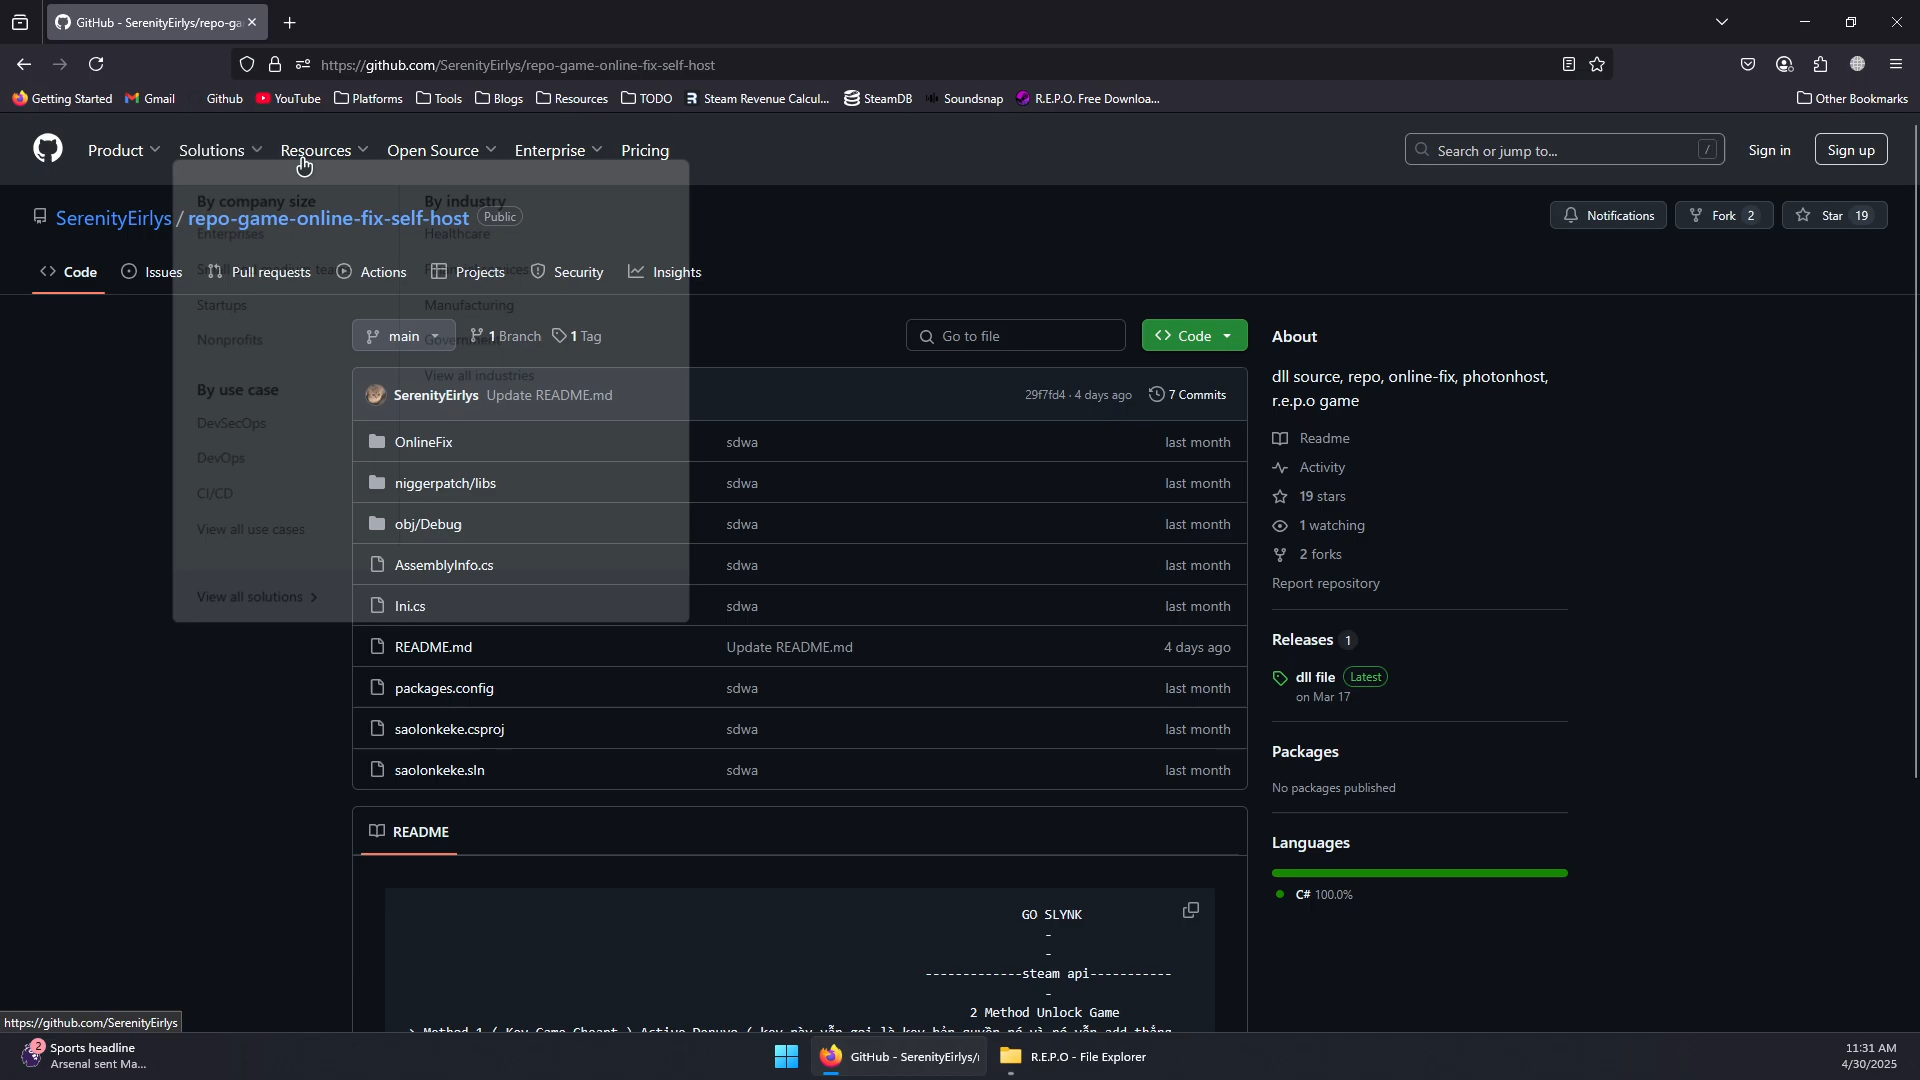 GitHub - SerenityEirlys/repo-ga
https://github.com/SerenityEirlys/repo-game-online-fix-self-host
Getting Started Gmail Github YouTube Platforms Tools Blogs Resources TODO Steam Revenue Calcul... SteamDB Soundsnap R.E.P.O. Free Downloa... Other Bookmarks
Product Solutions Resources Open Source Enterprise Pricing Search or jump to... / Sign in Sign up
By company size By industry
SerenityEirlys / repo-game-online-fix-self-host Public Notifications Fork 2 Star 19
Enterprises Healthcare
Code Issues Pull requests Actions Projects Security Insights
Startups Manufacturing
Nonprofits
main 1 Branch 1 Tag Go to file Code About
View all industries
dll source, repo, online-fix, photonhost,
r.e.p.o game
By use case
SerenityEirlys Update README.md 29f7fd4 · 4 days ago 7 Commits
DevSecOps
OnlineFix sdwa last month Readme
DevOps
Activity
niggerpatch/libs sdwa last month
CI/CD
19 stars
obj/Debug sdwa last month 1 watching
View all use cases
AssemblyInfo.cs sdwa last month 2 forks
Report repository
View all solutions
Ini.cs sdwa last month
README.md Update README.md 4 days ago Releases 1
dll file Latest
on Mar 17
packages.config sdwa last month
saolonkeke.csproj sdwa last month
Packages
saolonkeke.sln sdwa last month
No packages published
README
Languages
C# 100.0%
GO SLYNK
-
-
-------------steam api-----------
-
2 Method Unlock Game
https://github.com/SerenityEirlys
2 Sports headline
Arsenal sent Ma...
GitHub - SerenityEirlys/r R.E.P.O - File Explorer
11:31 AM
4/30/2025